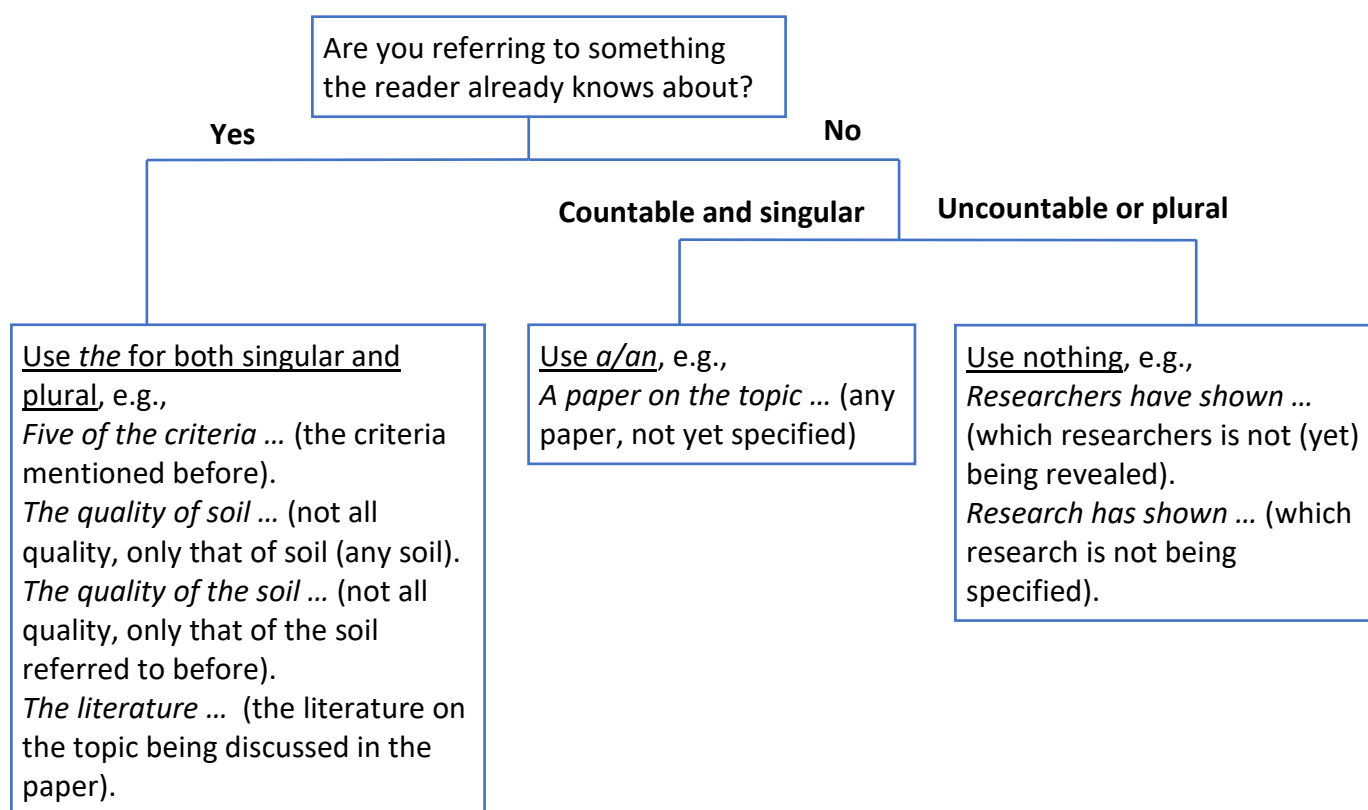 Are you referring to something
the reader already knows about?
Yes
No
Countable and singular
Uncountable or plural
Use the for both singular and
plural, e.g.,
Five of the criteria … (the criteria
mentioned before).
The quality of soil … (not all
quality, only that of soil (any soil).
The quality of the soil … (not all
quality, only that of the soil
referred to before).
The literature … (the literature on
the topic being discussed in the
paper).
Use a/an, e.g.,
A paper on the topic … (any
paper, not yet specified)
Use nothing, e.g.,
Researchers have shown …
(which researchers is not (yet)
being revealed).
Research has shown … (which
research is not being
specified).